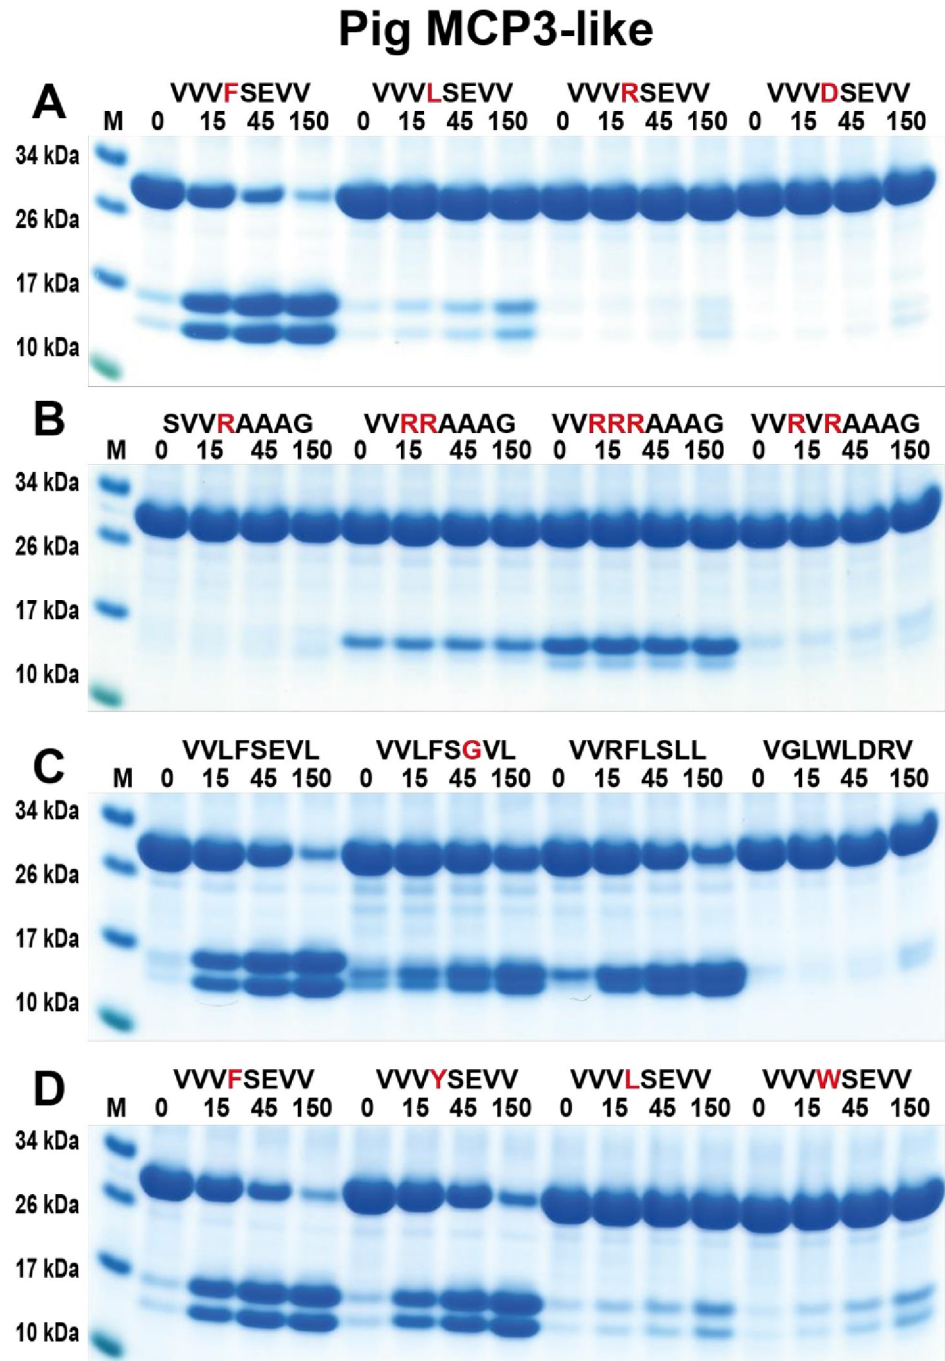 Pig MCP3-like
A VVVFSEVV VVVLSEVV VVVRSEVV VVVDSEVV
M 0 15 45 150 0 15 45 150 0 15 45 150 0 15 45 150
34 kDa
26 kDa
17 kDa
10 kDa
B SVVRAAAG VVRRAAAG VVRRRAAAG VVRVRAAAG
M 0 15 45 150 0 15 45 150 0 15 45 150 0 15 45 150
34 kDa
26 kDa
17 kDa
10 kDa
C VVLFSEVL VVLFSGVL VVRFLSLL VGLWLDRV
M 0 15 45 150 0 15 45 150 0 15 45 150 0 15 45 150
34 kDa
26 kDa
17 kDa
10 kDa
D VVVFSEVV VVVYSEVV VVVLSEVV VVVWSEVV
M 0 15 45 150 0 15 45 150 0 15 45 150 0 15 45 150
34 kDa
26 kDa
17 kDa
10 kDa